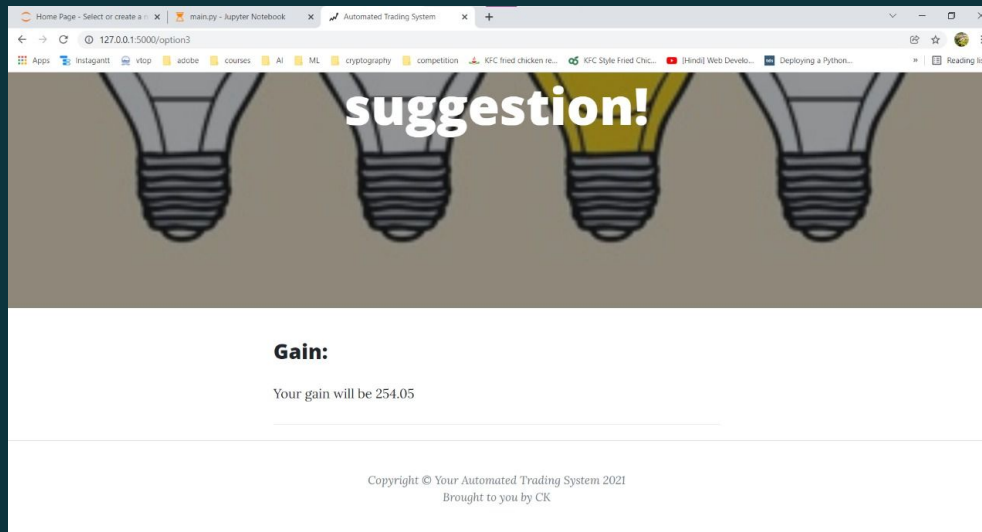 Home Page - Select or create a n
main.py - Jupyter Notebook
Automated Trading System
127.0.0.1:5000/option3
Apps
Instagantt
vtop
adobe
courses
AI
ML
cryptography
competition
KFC fried chicken re...
KFC Style Fried Chic...
[Hindi] Web Develo...
Deploying a Python...
»
Reading lis
suggestion!
Gain:
Your gain will be 254.05
Copyright © Your Automated Trading System 2021
Brought to you by CK